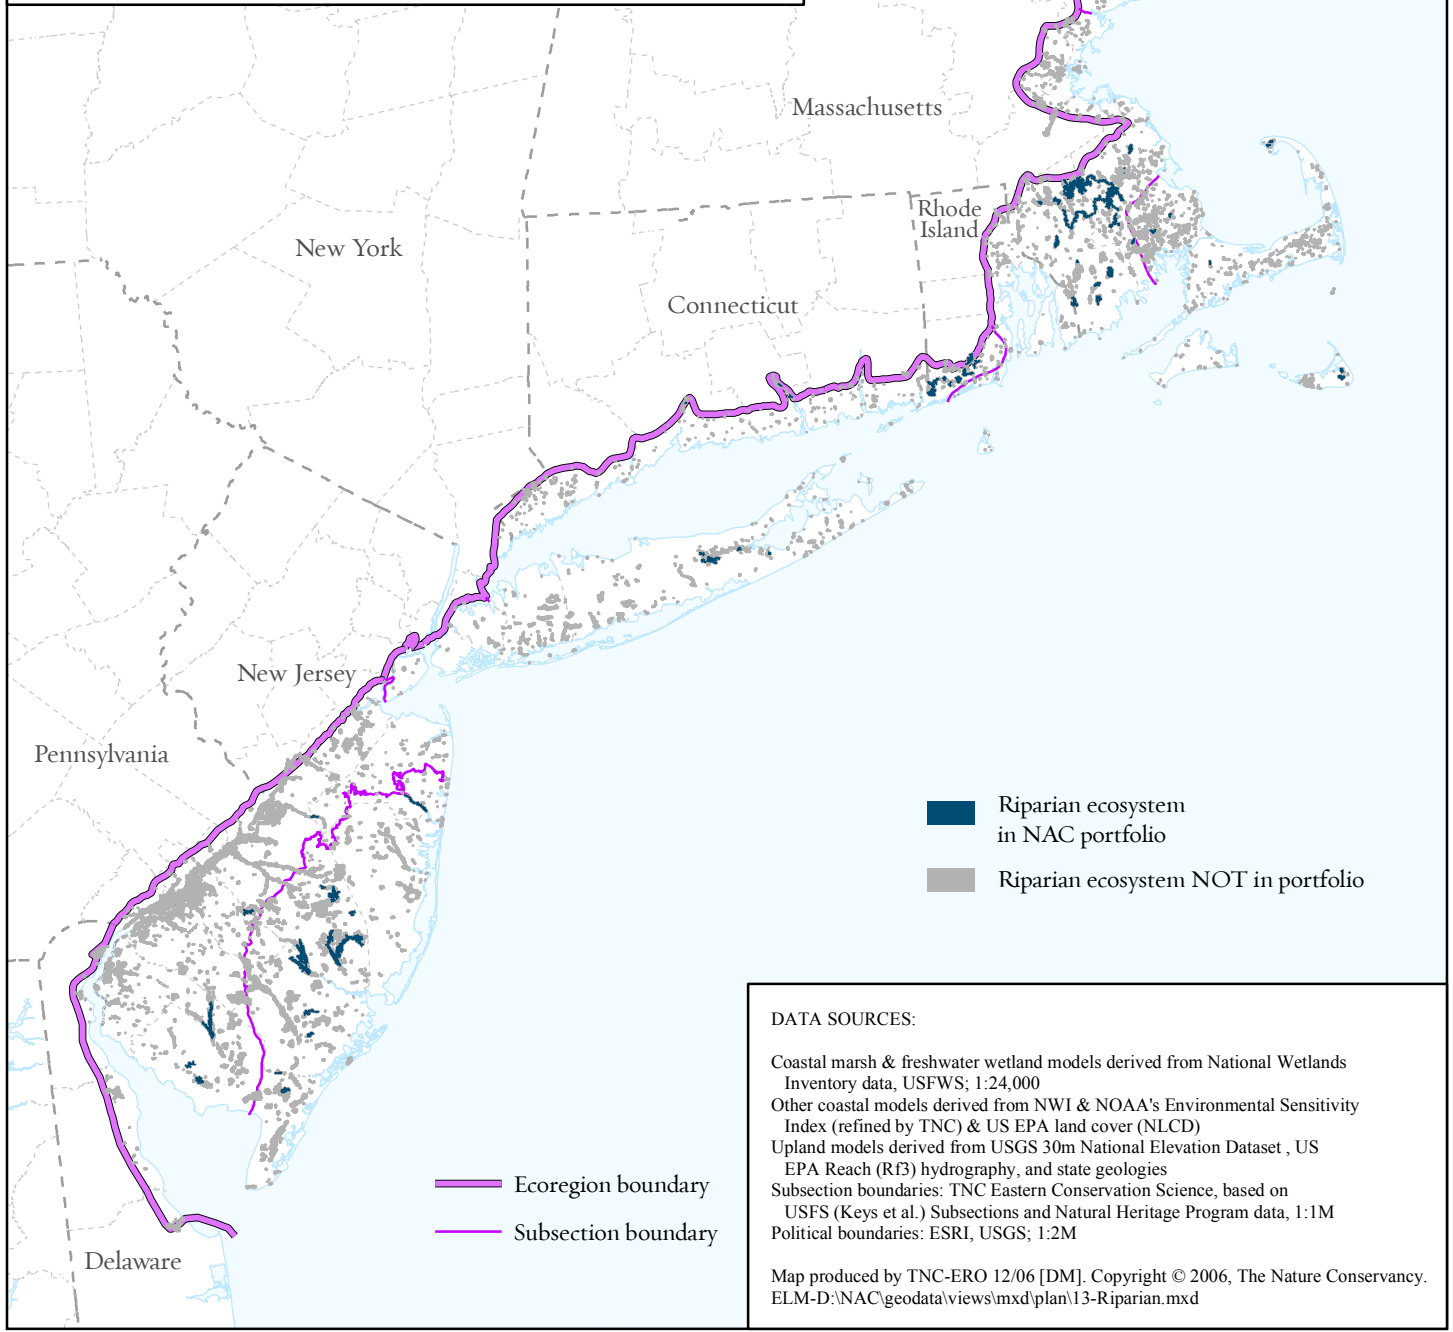 Massachusetts
Rhode
Island
New York
Connecticut
New Jersey
Pennsylvania
Riparian ecosystem
in NAC portfolio
Riparian ecosystem NOT in portfolio
Ecoregion boundary
Subsection boundary
Delaware
DATA SOURCES:
Coastal marsh & freshwater wetland models derived from National Wetlands
Inventory data, USFWS; 1:24,000
Other coastal models derived from NWI & NOAA's Environmental Sensitivity
Index (refined by TNC) & US EPA land cover (NLCD)
Upland models derived from USGS 30m National Elevation Dataset , US
EPA Reach (Rf3) hydrography, and state geologies
Subsection boundaries: TNC Eastern Conservation Science, based on
USFS (Keys et al.) Subsections and Natural Heritage Program data, 1:1M
Political boundaries: ESRI, USGS; 1:2M
Map produced by TNC-ERO 12/06 [DM]. Copyright © 2006, The Nature Conservancy.
ELM-D:\NAC\geodata\views\mxd\plan\13-Riparian.mxd